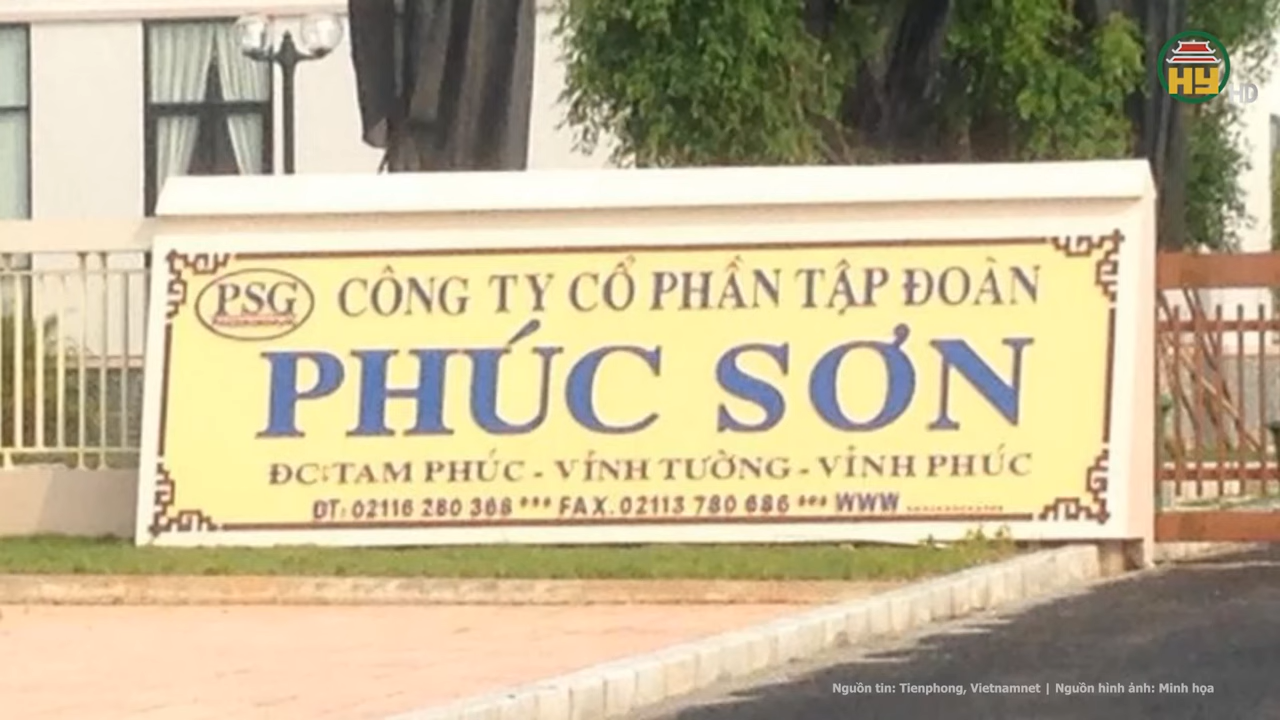 HY
HD
PSG
CÔNG TY CỔ PHẦN TẬP ĐOÀN
PHÚC SƠN
ĐC: TAM PHÚC - VĨNH TƯỜNG - VĨNH PHÚC
ĐT: 02116 280 368 *** FAX. 02113 780 686 *** WWW
Nguồn tin: Tienphong, Vietnamnet | Nguồn hình ảnh: Minh họa